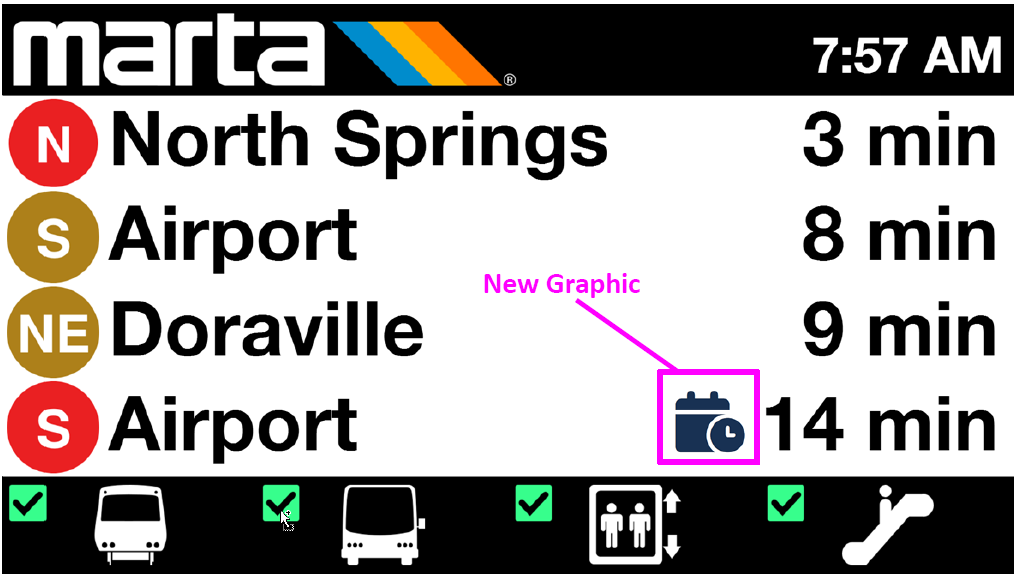 marta ®
7:57 AM
N North Springs 3 min
S Airport 8 min
New Graphic
NE Doraville 9 min
S Airport 14 min